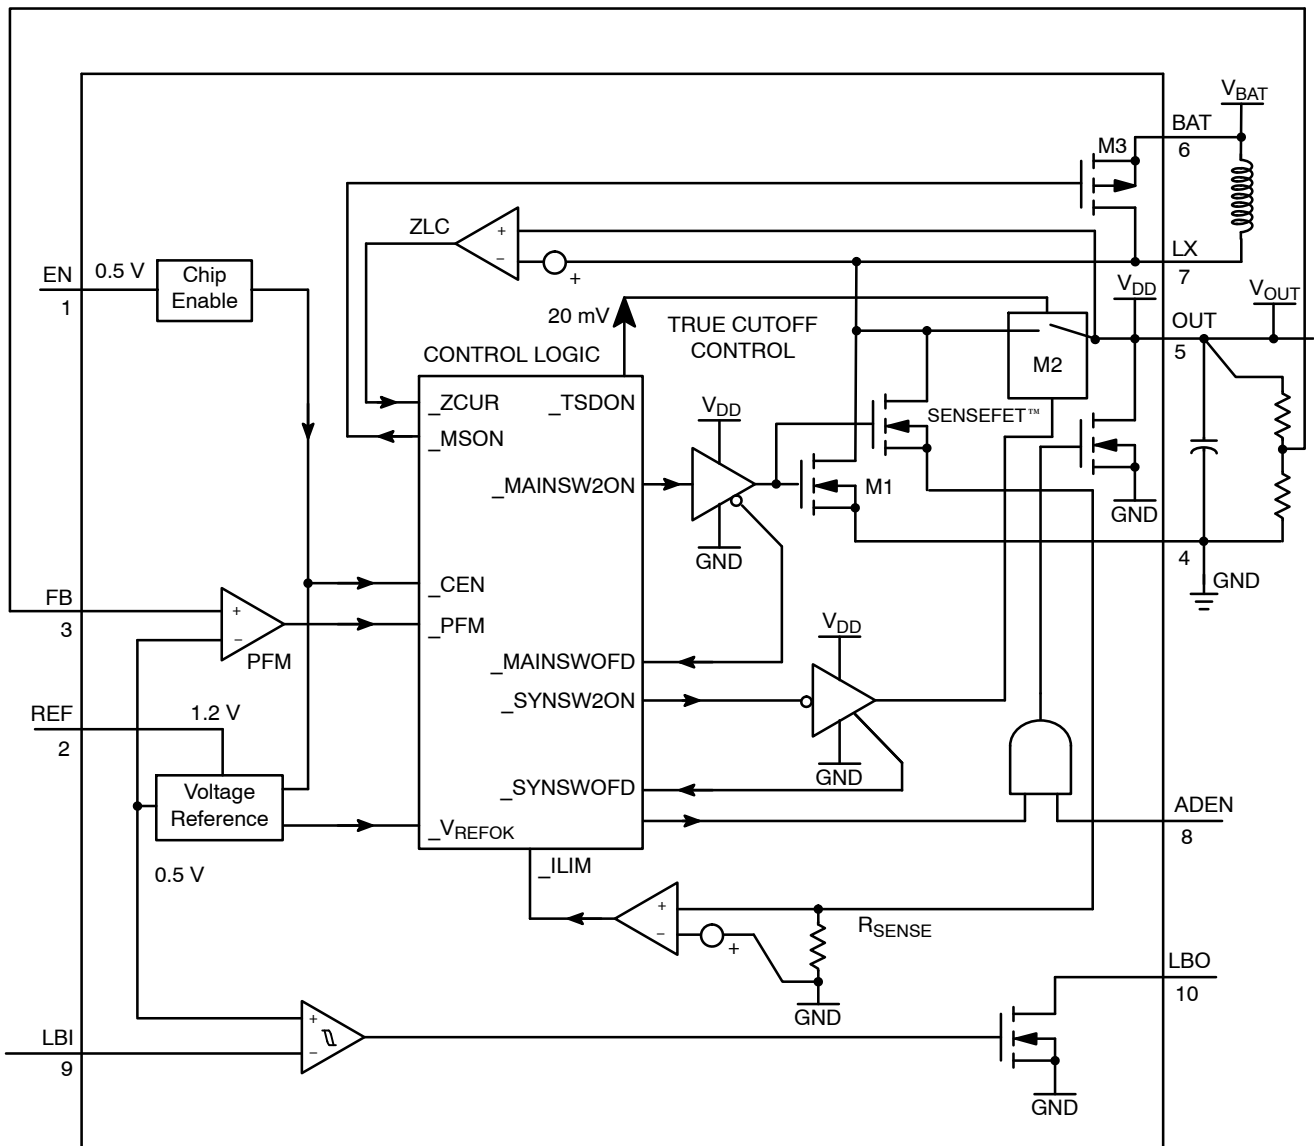 V_BAT
BAT
6
M3
ZLC
+
−
+
LX
7
EN
0.5 V
1
Chip
Enable
V_DD
V_OUT
20 mV
TRUE CUTOFF
CONTROL
OUT
5
CONTROL LOGIC
M2
_ZCUR
_TSDON
V_DD
SENSEFET™
_MSON
_MAINSW2ON
M1
GND
GND
4
GND
_CEN
FB
3
+
−
PFM
_PFM
V_DD
_MAINSWOFD
_SYNSW2ON
REF
2
1.2 V
GND
Voltage
Reference
_SYNSWOFD
ADEN
8
_V_REFOK
0.5 V
_ILIM
+
−
+
R_SENSE
LBO
10
GND
LBI
9
+
−
GND